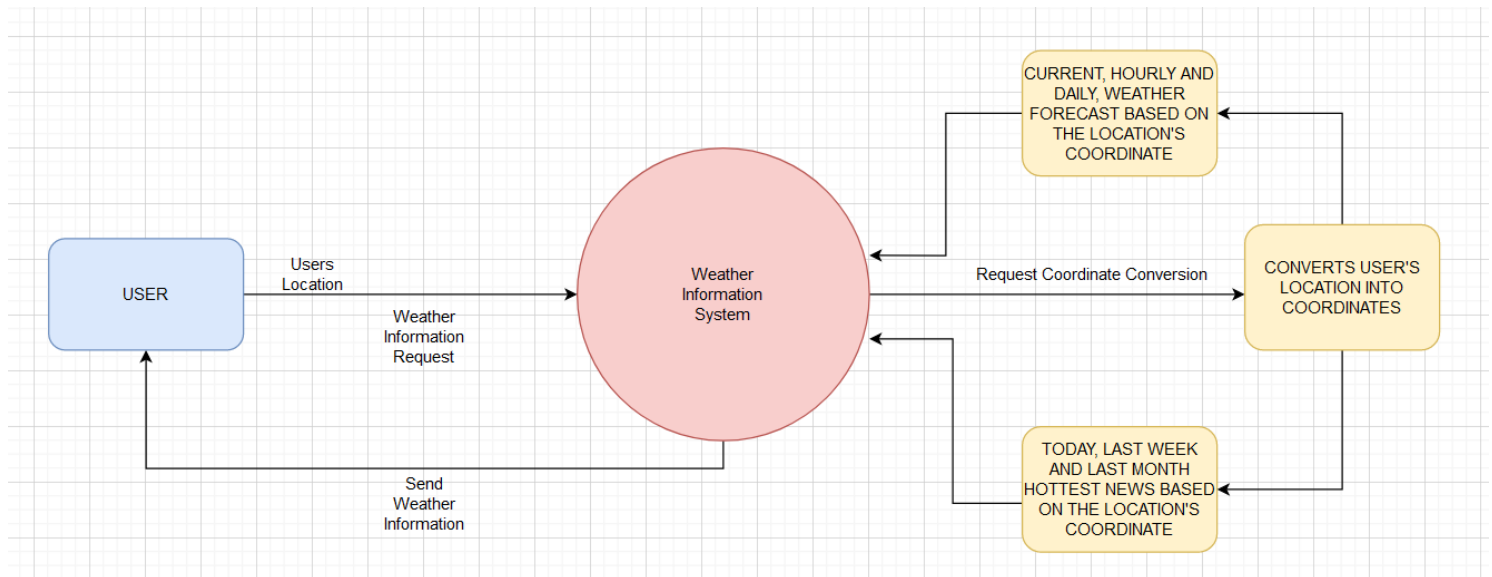 USER
Users
Location
Weather
Information
Request
Weather
Information
System
Send
Weather
Information
Request Coordinate Conversion
CURRENT, HOURLY AND
DAILY, WEATHER
FORECAST BASED ON
THE LOCATION'S
COORDINATE
CONVERTS USER'S
LOCATION INTO
COORDINATES
TODAY, LAST WEEK
AND LAST MONTH
HOTTEST NEWS BASED
ON THE LOCATION'S
COORDINATE